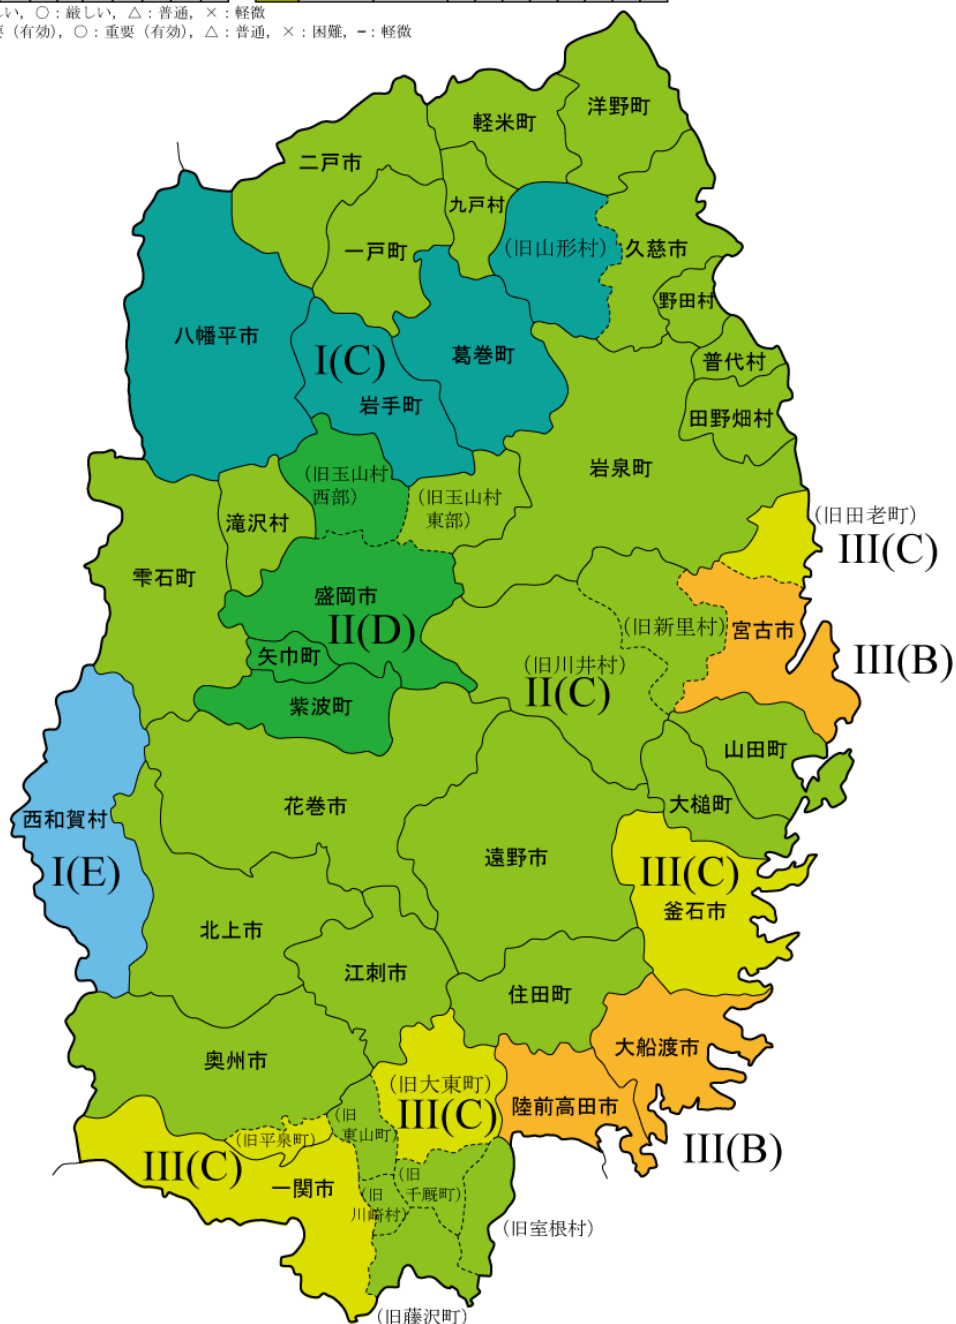 しい，〇：厳しい，△：普通，×：軽微
（有効），〇：重要（有効），△：普通，×：困難，−：軽微
洋野町
軽米町
二戸市
九戸村
一戸町
（旧山形村）
久慈市
野田村
八幡平市
葛巻町
I(C)
岩手町
普代村
田野畑村
岩泉町
（旧玉山村
西部）
（旧玉山村
東部）
滝沢村
（旧田老町）
III(C)
雫石町
盛岡市
II(D)
（旧新里村）
宮古市
III(B)
矢巾町
（旧川井村）
II(C)
紫波町
山田町
花巻市
大槌町
西和賀村
I(E)
遠野市
III(C)
釜石市
北上市
江刺市
住田町
奥州市
大船渡市
（旧大東町）
III(C)
陸前高田市
（旧
東山町）
（旧平泉町）
III(B)
III(C)
一関市
（旧
千厩町）
（旧
川崎村）
（旧室根村）
（旧藤沢町）